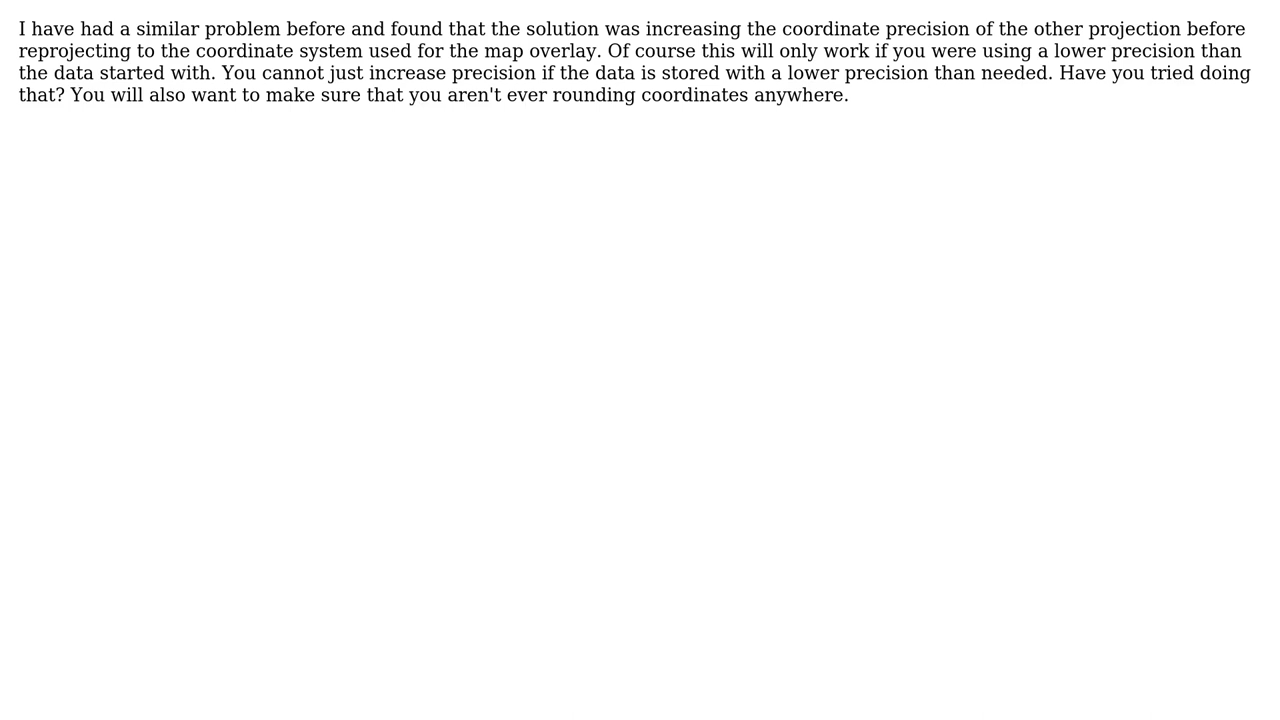 I have had a similar problem before and found that the solution was increasing the coordinate precision of the other projection before
reprojecting to the coordinate system used for the map overlay. Of course this will only work if you were using a lower precision than
the data started with. You cannot just increase precision if the data is stored with a lower precision than needed. Have you tried doing
that? You will also want to make sure that you aren't ever rounding coordinates anywhere.